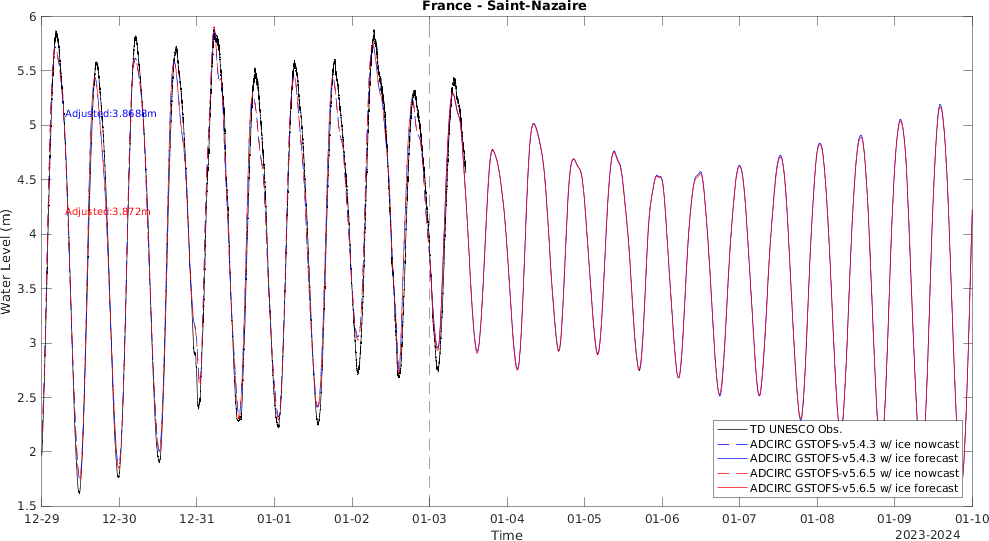 France - Saint-Nazaire
6
5.5
5
4.5
4
3.5
3
2.5
2
1.5
Water Level (m)
Adjusted:3.8688m
Adjusted:3.872m
TD UNESCO Obs.
ADCIRC GSTOFS-v5.4.3 w/ ice nowcast
ADCIRC GSTOFS-v5.4.3 w/ ice forecast
ADCIRC GSTOFS-v5.6.5 w/ ice nowcast
ADCIRC GSTOFS-v5.6.5 w/ ice forecast
12-29 12-30 12-31 01-01 01-02 01-03 01-04 01-05 01-06 01-07 01-08 01-09 01-10
Time
2023-2024